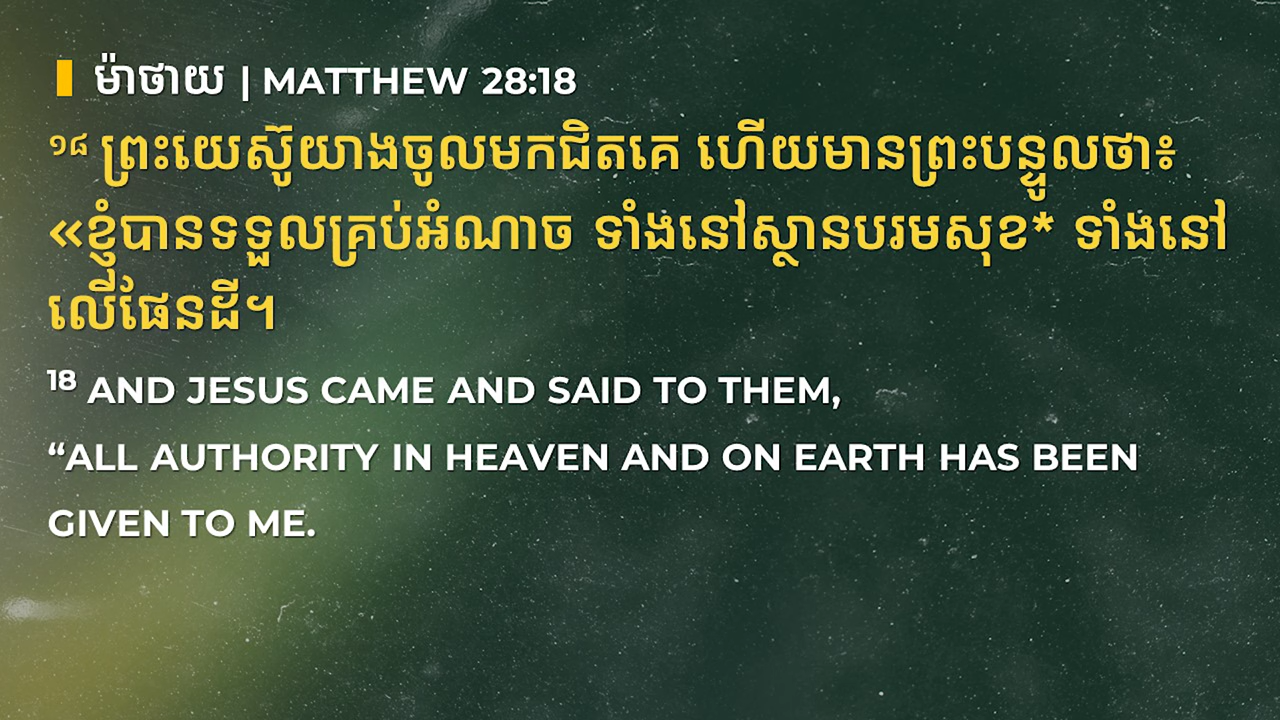 ម៉ាថាយ | MATTHEW 28:18
១៨ ព្រះយេស៊ូយាងចូលមកជិតគេ ហើយមានព្រះបន្ទូលថា៖
«ខ្ញុំបានទទួលគ្រប់អំណាច ទាំងនៅស្ថានបរមសុខ* ទាំងនៅ
លើផែនដី។
18 AND JESUS CAME AND SAID TO THEM,
“ALL AUTHORITY IN HEAVEN AND ON EARTH HAS BEEN
GIVEN TO ME.